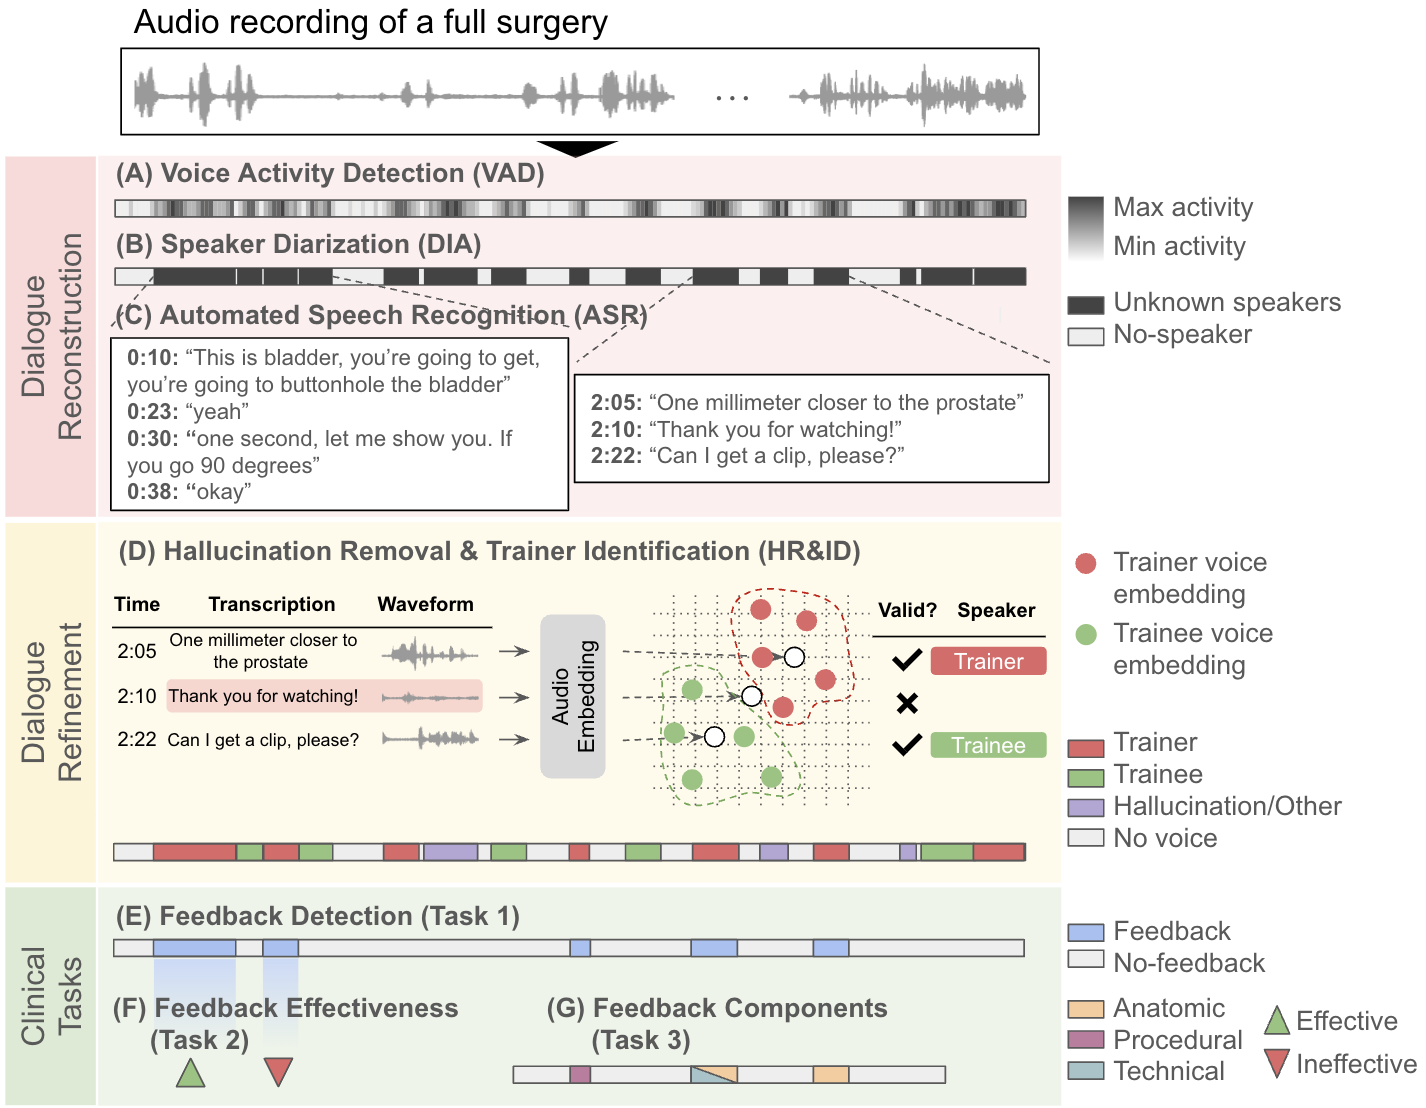 Audio recording of a full surgery
...
Dialogue
Reconstruction
(A) Voice Activity Detection (VAD)
(B) Speaker Diarization (DIA)
(C) Automated Speech Recognition (ASR)
0:10: “This is bladder, you’re going to get,
you’re going to buttonhole the bladder”
0:23: “yeah”
0:30: “one second, let me show you. If
you go 90 degrees”
0:38: “okay”
2:05: “One millimeter closer to the prostate”
2:10: “Thank you for watching!”
2:22: “Can I get a clip, please?”
Max activity
Min activity
Unknown speakers
No-speaker
Dialogue
Refinement
(D) Hallucination Removal & Trainer Identification (HR&ID)
Time Transcription Waveform
2:05 One millimeter closer to
the prostate
2:10 Thank you for watching!
2:22 Can I get a clip, please?
Audio
Embedding
Valid? Speaker
Trainer
Trainee
Trainer voice
embedding
Trainee voice
embedding
Trainer
Trainee
Hallucination/Other
No voice
Clinical
Tasks
(E) Feedback Detection (Task 1)
(F) Feedback Effectiveness
(Task 2)
(G) Feedback Components
(Task 3)
Feedback
No-feedback
Anatomic
Procedural
Technical
Effective
Ineffective